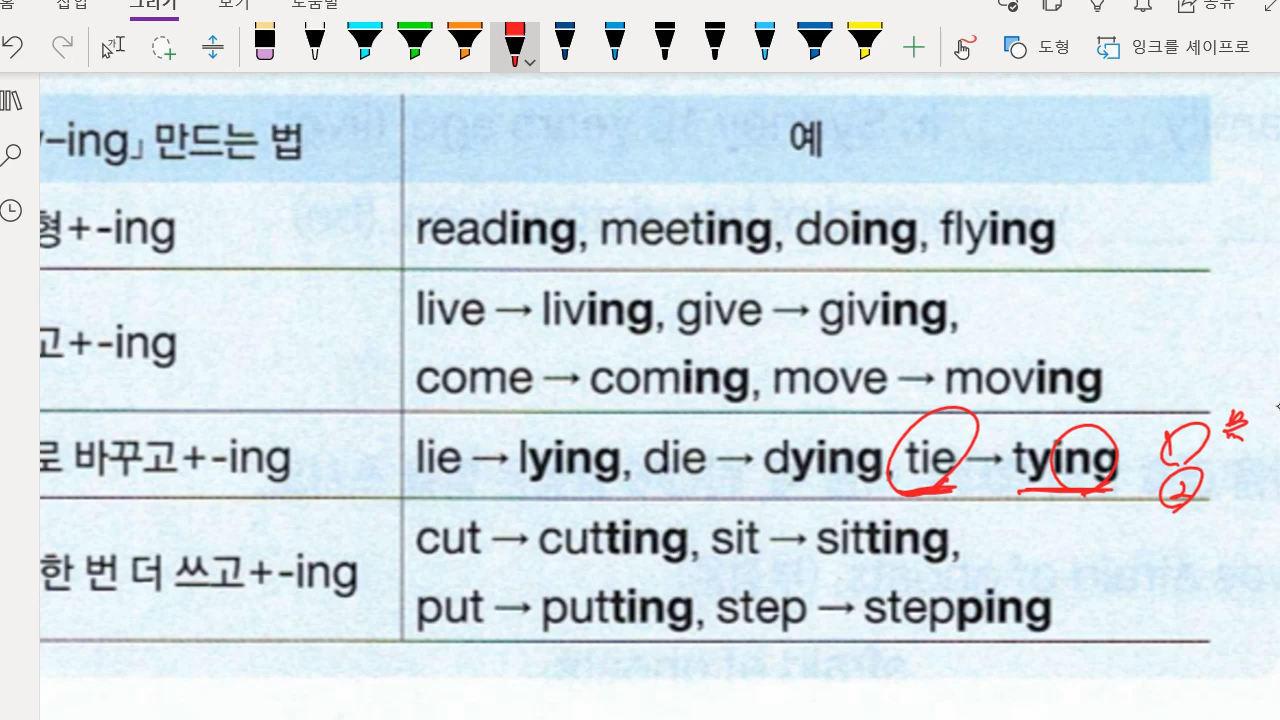 홈 삽입 그리기 보기 도움말 공유
도형 잉크를 셰이프로
-ing」 만드는 법 예
형+-ing reading, meeting, doing, flying
고+-ing live → living, give → giving,
come → coming, move → moving
로 바꾸고+-ing lie → lying, die → dying, tie → tying
1
2
한 번 더 쓰고+-ing cut → cutting, sit → sitting,
put → putting, step → stepping